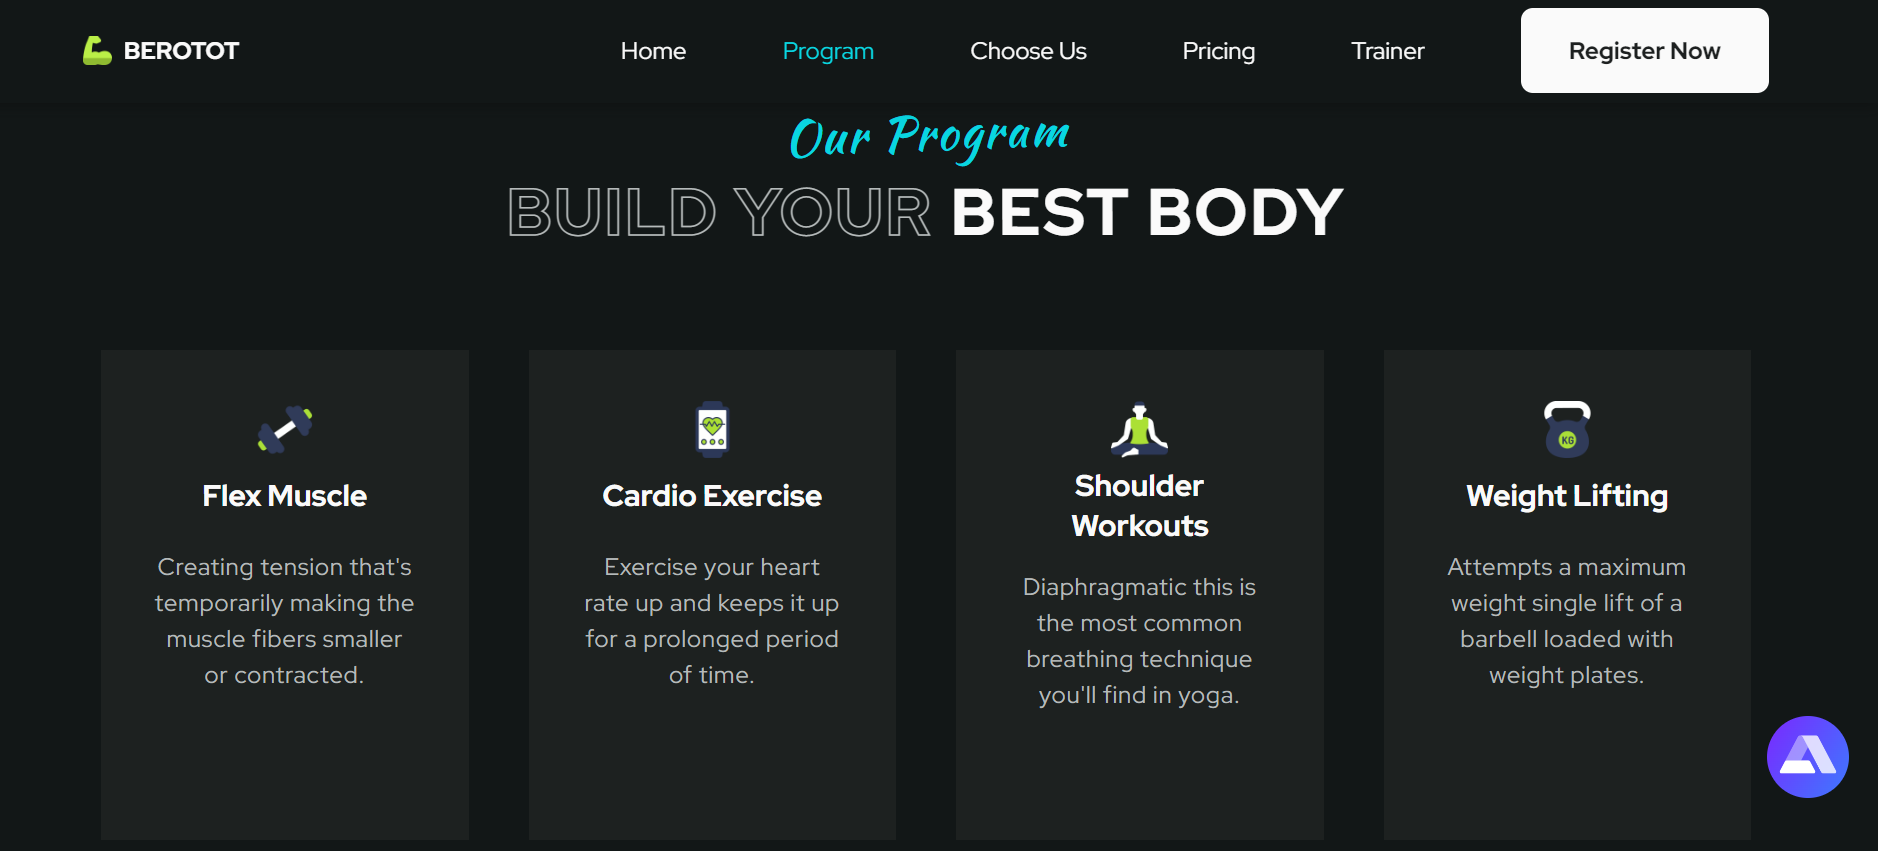 BEROTOT
Home
Program
Choose Us
Pricing
Trainer
Register Now
Our Program
BUILD YOUR BEST BODY
Flex Muscle
Creating tension that's
temporarily making the
muscle fibers smaller
or contracted.
Cardio Exercise
Exercise your heart
rate up and keeps it up
for a prolonged period
of time.
Shoulder
Workouts
Diaphragmatic this is
the most common
breathing technique
you'll find in yoga.
KG
Weight Lifting
Attempts a maximum
weight single lift of a
barbell loaded with
weight plates.